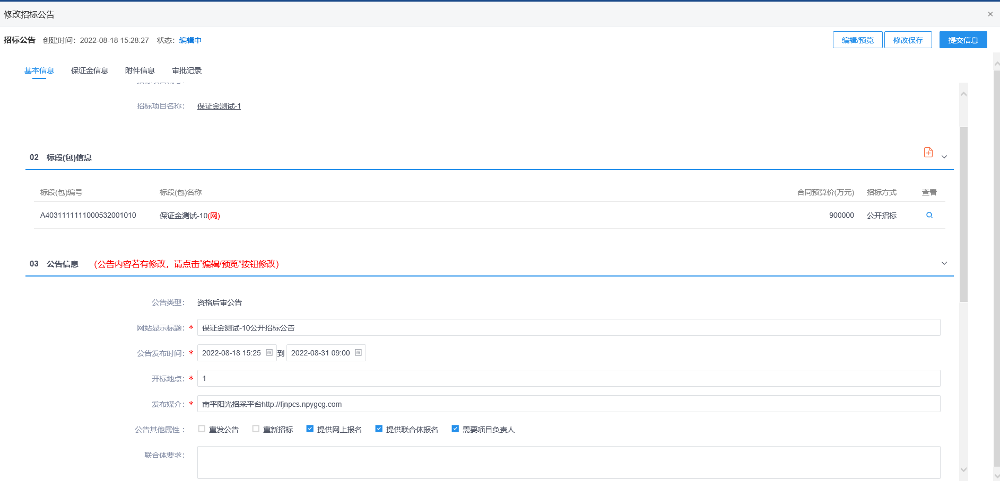 修改招标公告
×
招标公告 创建时间：2022-08-18 15:28:27 状态：编辑中
编辑/预览 修改保存 提交信息
基本信息 保证金信息 附件信息 审批记录
招标项目名称： 保证金测试-1
02 标段(包)信息
标段(包)编号 标段(包)名称 合同预算价(万元) 招标方式 查看
A4031111111000532001010 保证金测试-10(网) 900000 公开招标
03 公告信息 （公告内容若有修改，请点击“编辑/预览”按钮修改）
公告类型： 资格后审公告
网站显示标题：* 保证金测试-10公开招标公告
公告发布时间：* 2022-08-18 15:25 到 2022-08-31 09:00
开标地点：* 1
发布媒介：* 南平阳光招采平台http://fjnpcs.npygcg.com
公告其他属性： 重发公告 重新招标 提供网上报名 提供联合体报名 需要项目负责人
联合体要求：